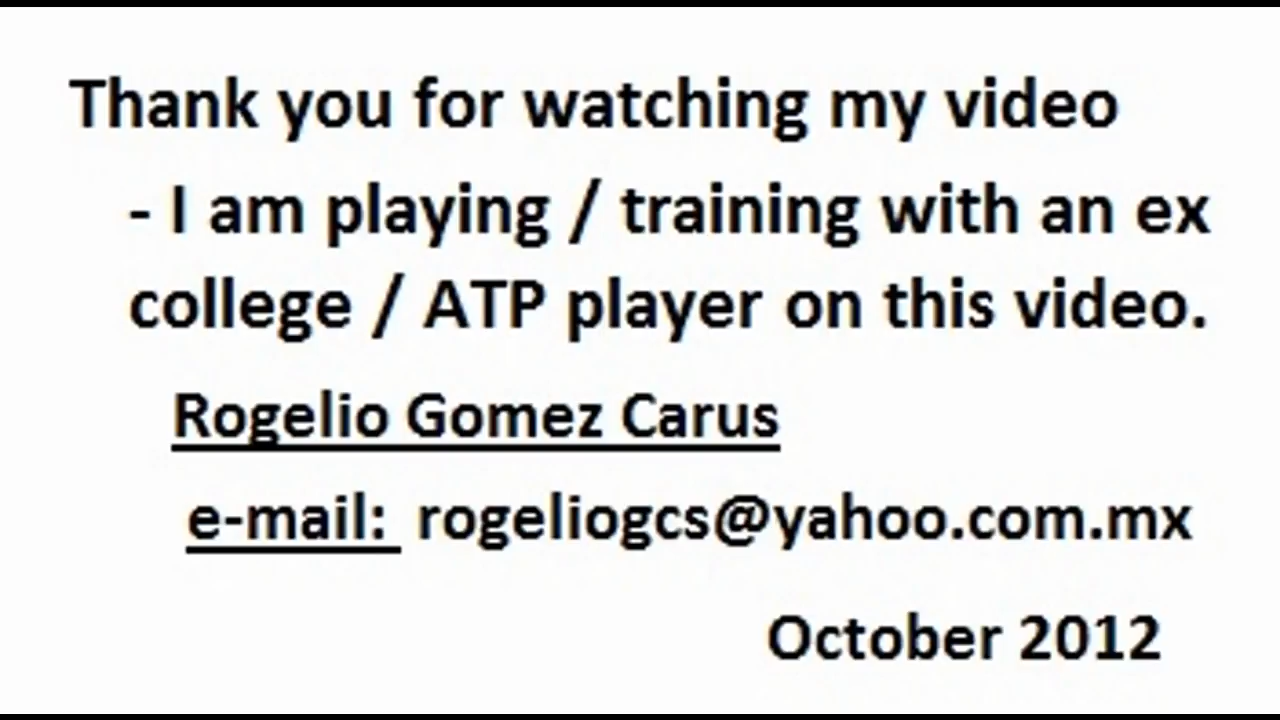 Thank you for watching my video
- I am playing / training with an ex
college / ATP player on this video.
Rogelio Gomez Carus
e-mail: rogeliogcs@yahoo.com.mx
October 2012